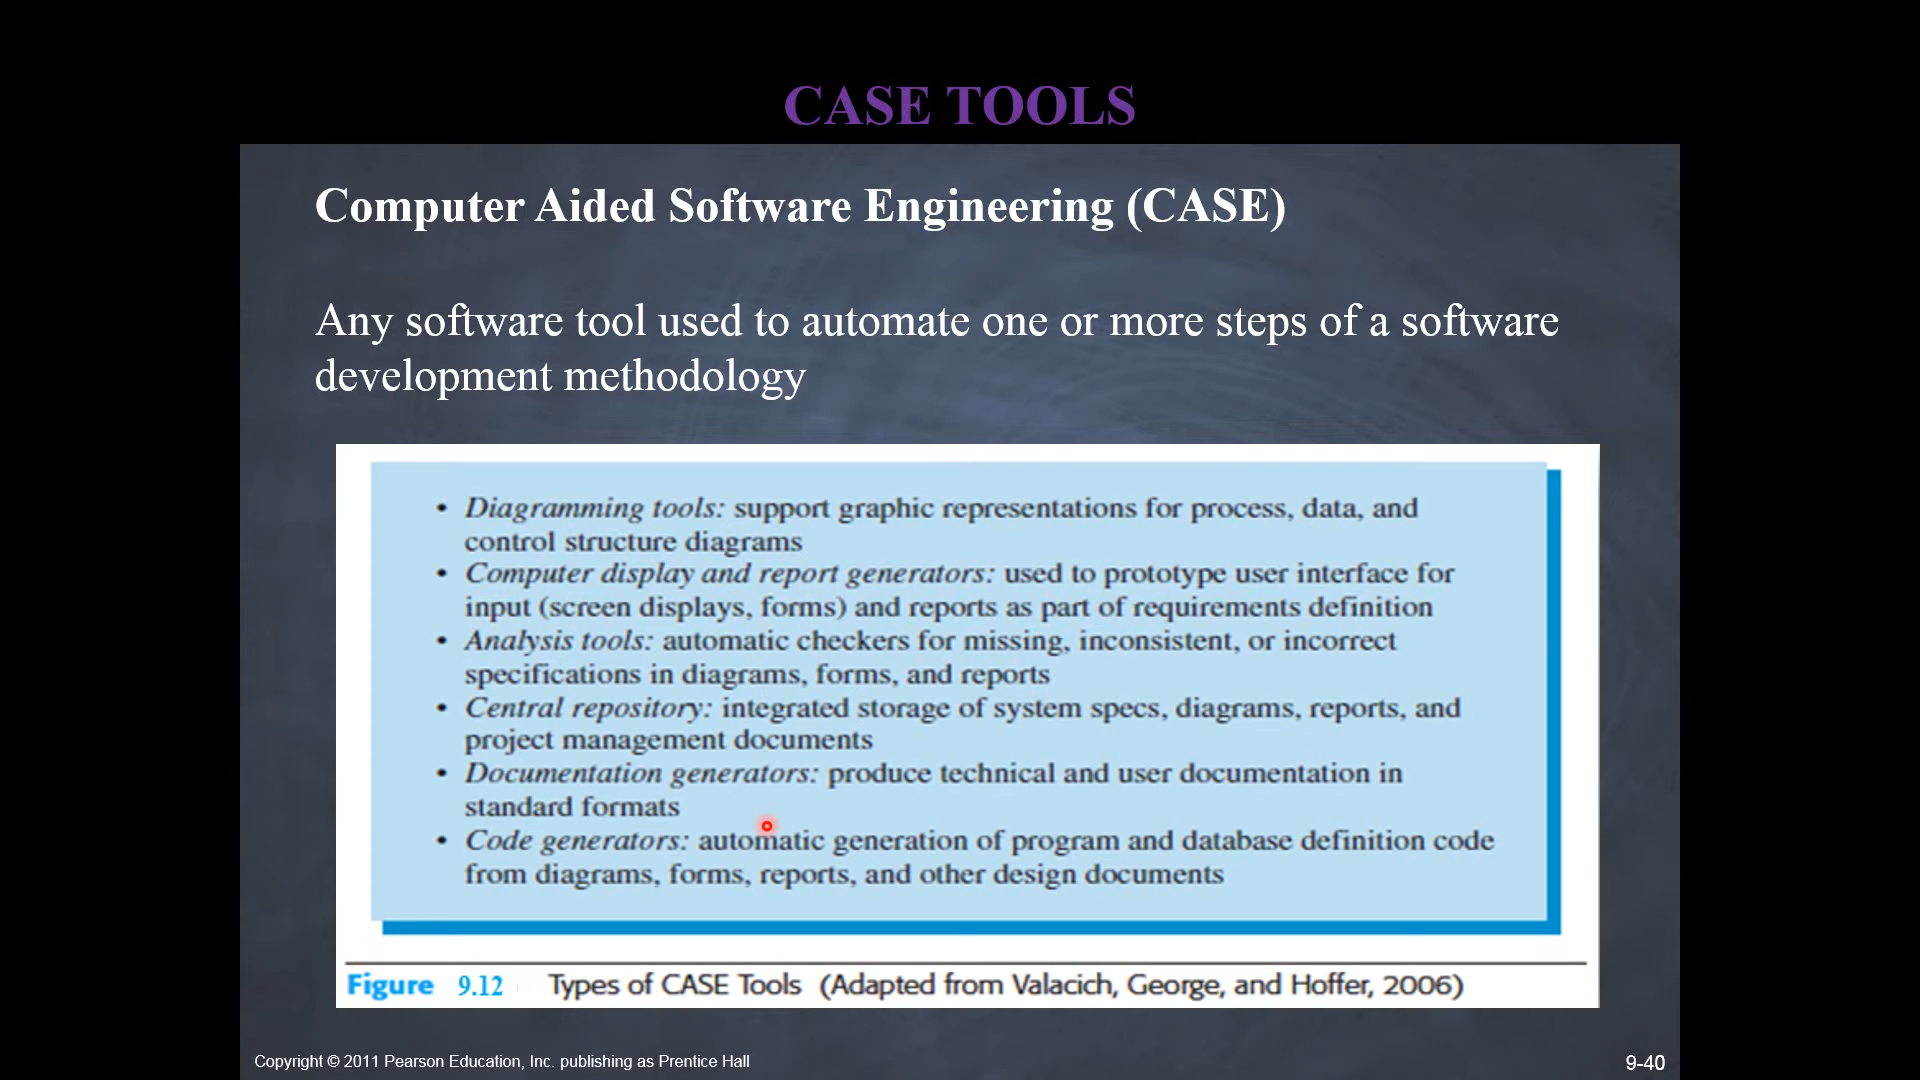 CASE TOOLS
Computer Aided Software Engineering (CASE)
Any software tool used to automate one or more steps of a software
development methodology
• Diagramming tools: support graphic representations for process, data, and
control structure diagrams
• Computer display and report generators: used to prototype user interface for
input (screen displays, forms) and reports as part of requirements definition
• Analysis tools: automatic checkers for missing, inconsistent, or incorrect
specifications in diagrams, forms, and reports
• Central repository: integrated storage of system specs, diagrams, reports, and
project management documents
• Documentation generators: produce technical and user documentation in
standard formats
• Code generators: automatic generation of program and database definition code
from diagrams, forms, reports, and other design documents
Figure 9.12 Types of CASE Tools (Adapted from Valacich, George, and Hoffer, 2006)
Copyright © 2011 Pearson Education, Inc. publishing as Prentice Hall
9-40